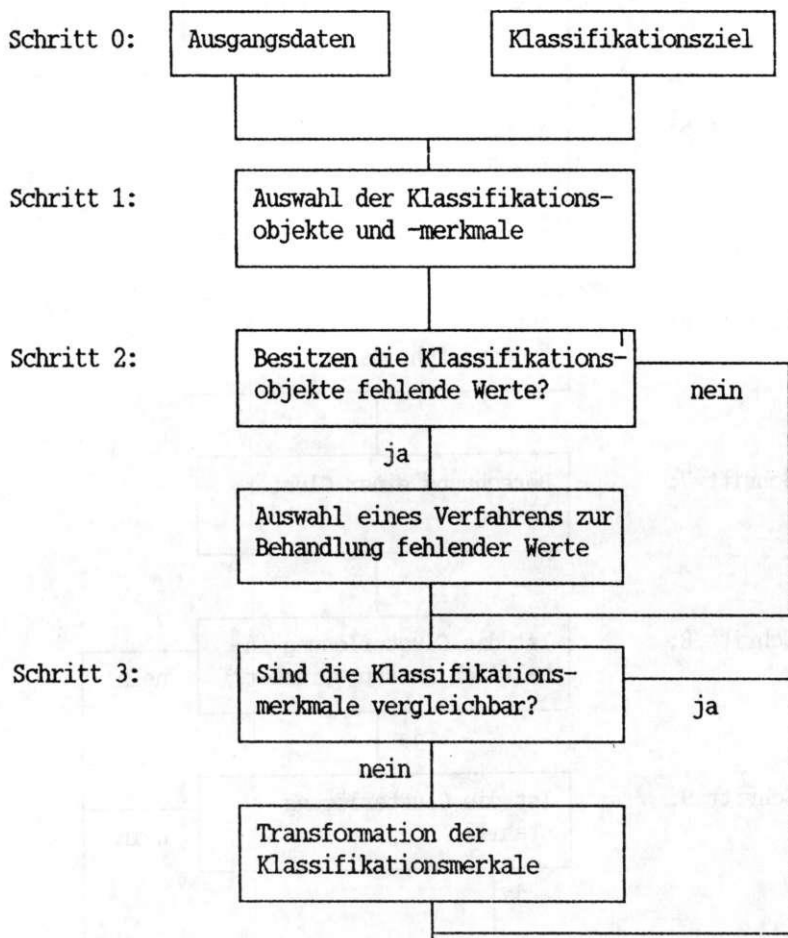 Schritt 0: Ausgangsdaten Klassifikationsziel
Schritt 1: Auswahl der Klassifikations-
objekte und -merkmale
Schritt 2: Besitzen die Klassifikations-
objekte fehlende Werte?
nein
ja
Auswahl eines Verfahrens zur
Behandlung fehlender Werte
Schritt 3: Sind die Klassifikations-
merkmale vergleichbar?
ja
nein
Transformation der
Klassifikationsmerkale